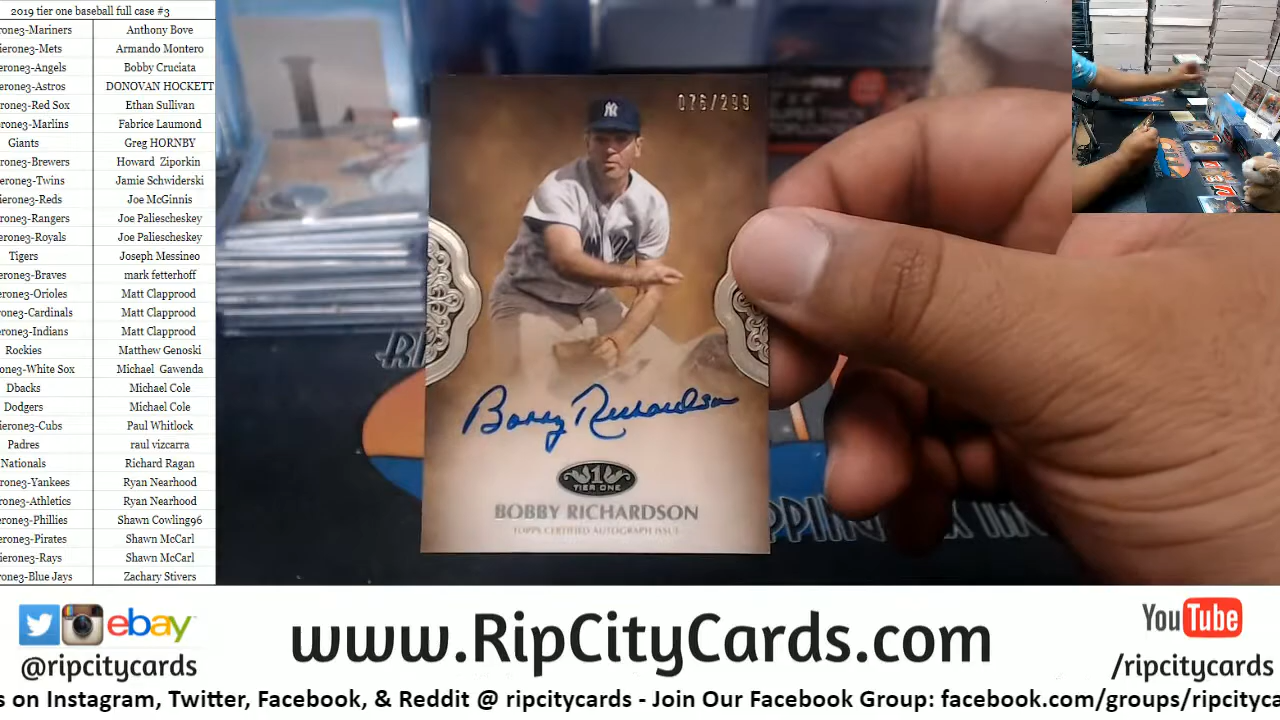 2019 tier one baseball full case #3
rone3-Mariners Anthony Bove
ierone3-Mets Armando Montero
erone3-Angels Bobby Cruciata
erone3-Astros DONOVAN HOCKETT
erone3-Red Sox Ethan Sullivan
erone3-Marlins Fabrice Laumond
Giants Greg HORNBY
erone3-Brewers Howard Ziporkin
erone3-Twins Jamie Schwiderski
ierone3-Reds Joe McGinnis
erone3-Rangers Joe Paliescheskey
erone3-Royals Joe Paliescheskey
Tigers Joseph Messineo
erone3-Braves mark fetterhoff
erone3-Orioles Matt Clapprood
rone3-Cardinals Matt Clapprood
erone3-Indians Matt Clapprood
Rockies Matthew Genoski
one3-White Sox Michael Gawenda
Dbacks Michael Cole
Dodgers Michael Cole
ierone3-Cubs Paul Whitlock
Padres raul vizcarra
Nationals Richard Ragan
rone3-Yankees Ryan Nearhood
rone3-Athletics Ryan Nearhood
rone3-Phillies Shawn Cowling96
erone3-Pirates Shawn McCarl
ierone3-Rays Shawn McCarl
rone3-Blue Jays Zachary Stivers
076/299
NY
Bobby Richardson
1
TIER ONE
BOBBY RICHARDSON
TOPPS CERTIFIED AUTOGRAPH ISSUE
RI
PPING
ebay
@ripcitycards
www.RipCityCards.com
YouTube
/ripcitycards
s on Instagram, Twitter, Facebook, & Reddit @ ripcitycards - Join Our Facebook Group: facebook.com/groups/ripcityca